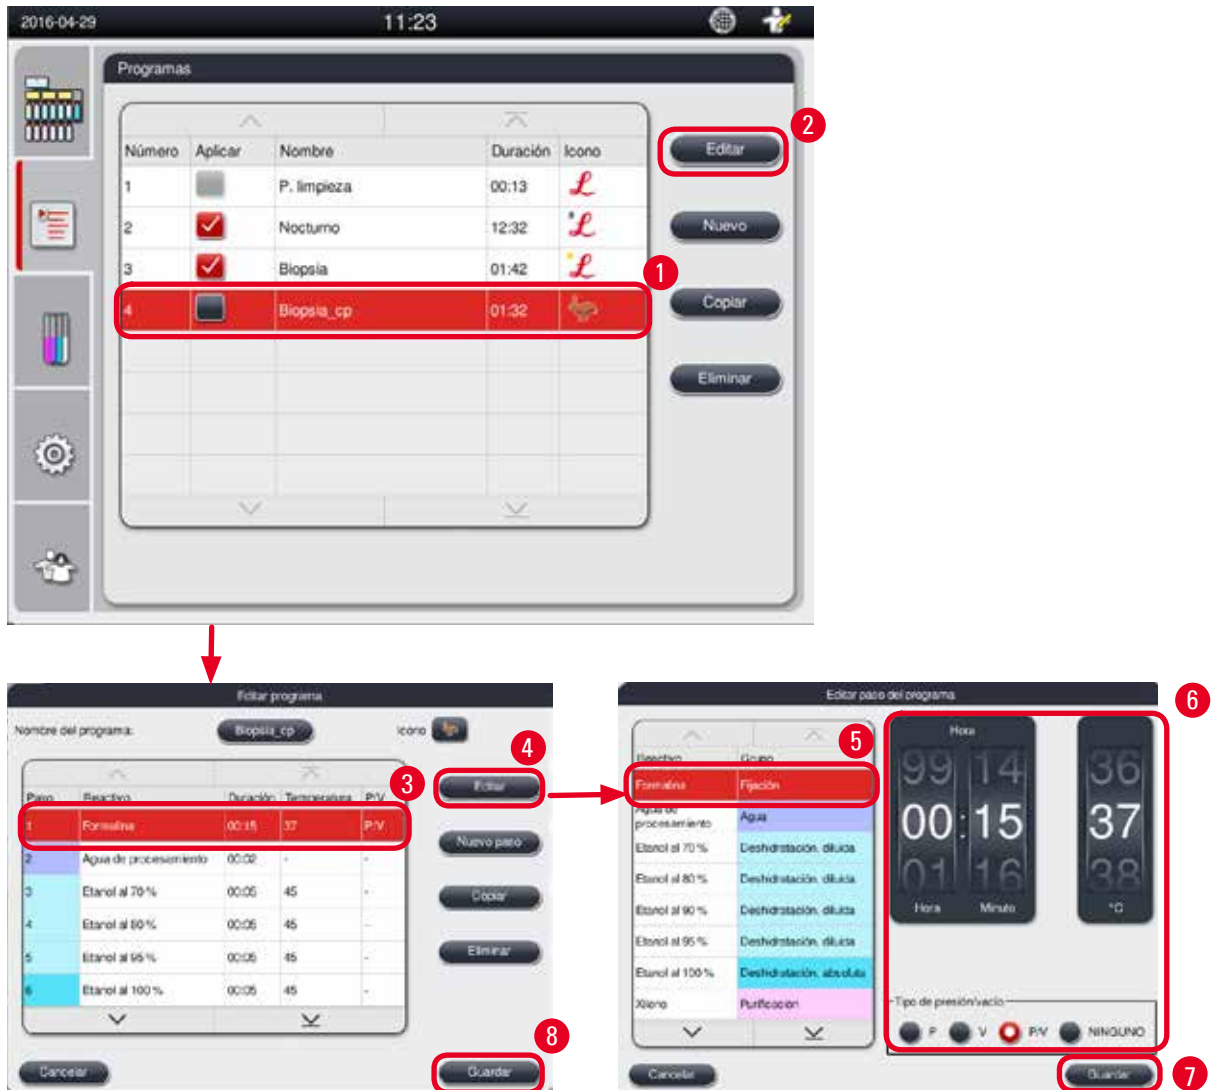 2016-04-29 11:23
Programas
2
Número Aplicar Nombre Duración Icono
Editar
1 P. limpieza 00:13
2 Nocturno 12:32
Nuevo
3 Biopsia 01:42
1
4 Biopsia_cp 01:32
Copiar
Eliminar
Editar programa
Nombre del programa: Biopsia_cp Icono
4
3
Editar
Paso Reactivo Duración Temperatura P/V
1 Formalina 00:15 37 P/V
Nuevo paso
2 Agua de procesamiento 00:02 -
3 Etanol al 70 % 00:05 45 -
Copiar
4 Etanol al 80 % 00:05 45 -
5 Etanol al 95 % 00:05 45 -
Eliminar
6 Etanol al 100 % 00:05 45 -
8
Cancelar Guardar
Editar paso del programa
6
5
Hora
Reactivo Grupo
99 14 36
Formalina Fijación
00:15 37
Agua de procesamiento Agua
Etanol al 70 % Deshidratación. diluida
01 16 38
Etanol al 80 % Deshidratación. diluida
Hora Minuto °C
Etanol al 90 % Deshidratación. diluida
Etanol al 95 % Deshidratación. diluida
Etanol al 100 % Deshidratación. absoluta
Xileno Purificación
Tipo de presión/vacío
P V P/V NINGUNO
Cancelar Guardar
7